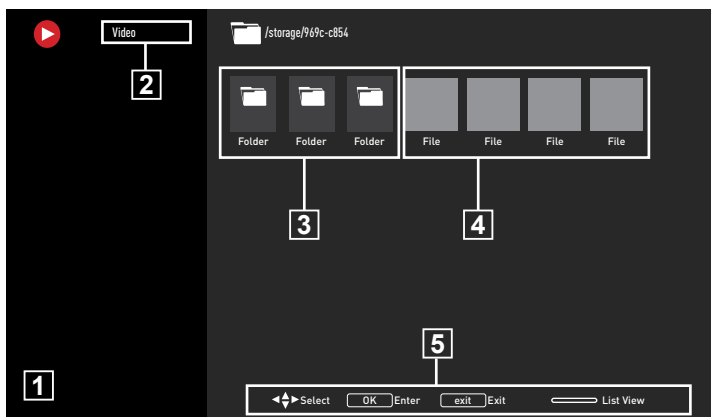 Video
/storage/969c-c854
2
Folder Folder Folder File File File File
3 4
5
1
Select OK Enter exit Exit List View